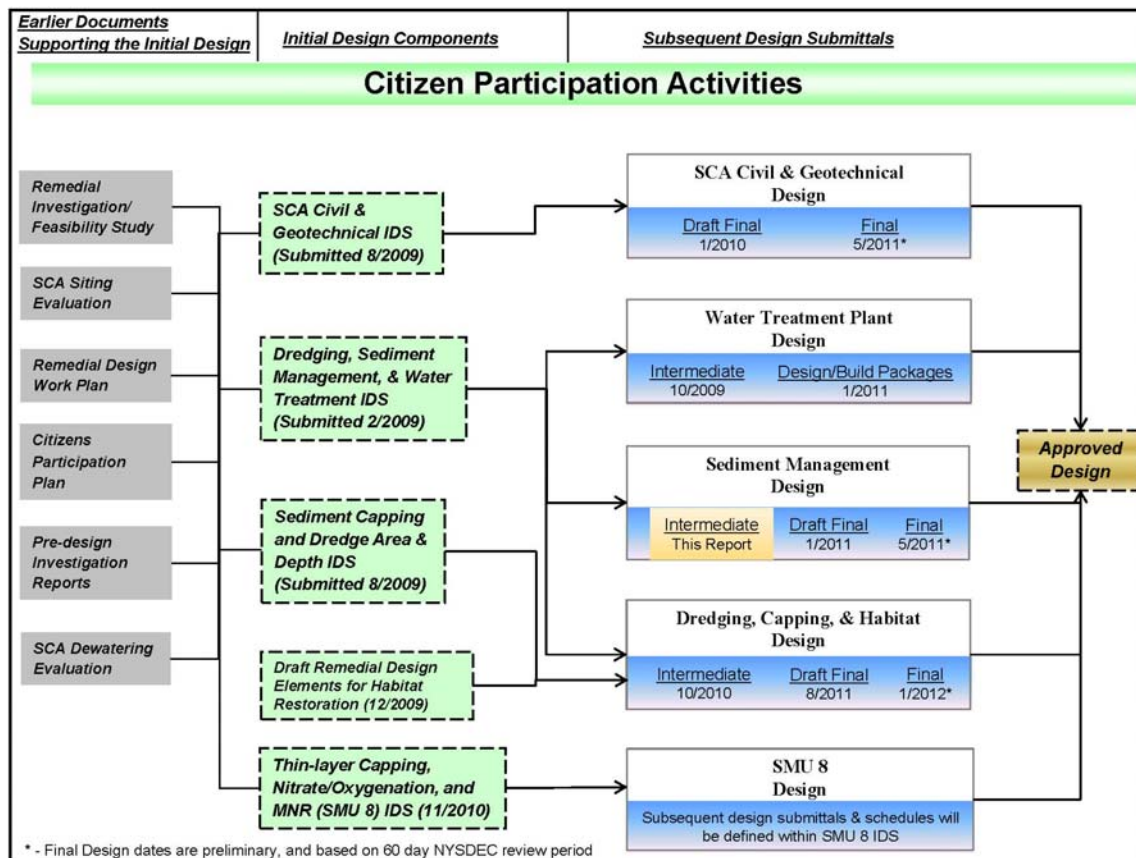 Earlier Documents
Supporting the Initial Design
Initial Design Components
Subsequent Design Submittals
Citizen Participation Activities
Remedial
Investigation/
Feasibility Study
SCA Siting
Evaluation
Remedial Design
Work Plan
Citizens
Participation
Plan
Pre-design
Investigation
Reports
SCA Dewatering
Evaluation
SCA Civil &
Geotechnical IDS
(Submitted 8/2009)
Dredging, Sediment
Management, & Water
Treatment IDS
(Submitted 2/2009)
Sediment Capping
and Dredge Area &
Depth IDS
(Submitted 8/2009)
Draft Remedial Design
Elements for Habitat
Restoration (12/2009)
Thin-layer Capping,
Nitrate/Oxygenation, and
MNR (SMU 8) IDS (11/2010)
SCA Civil & Geotechnical
Design
Draft Final Final
1/2010 5/2011*
Water Treatment Plant
Design
Intermediate Design/Build Packages
10/2009 1/2011
Sediment Management
Design
Intermediate Draft Final Final
This Report 1/2011 5/2011*
Dredging, Capping, & Habitat
Design
Intermediate Draft Final Final
10/2010 8/2011 1/2012*
SMU 8
Design
Subsequent design submittals & schedules will
be defined within SMU 8 IDS
Approved
Design
* - Final Design dates are preliminary, and based on 60 day NYSDEC review period